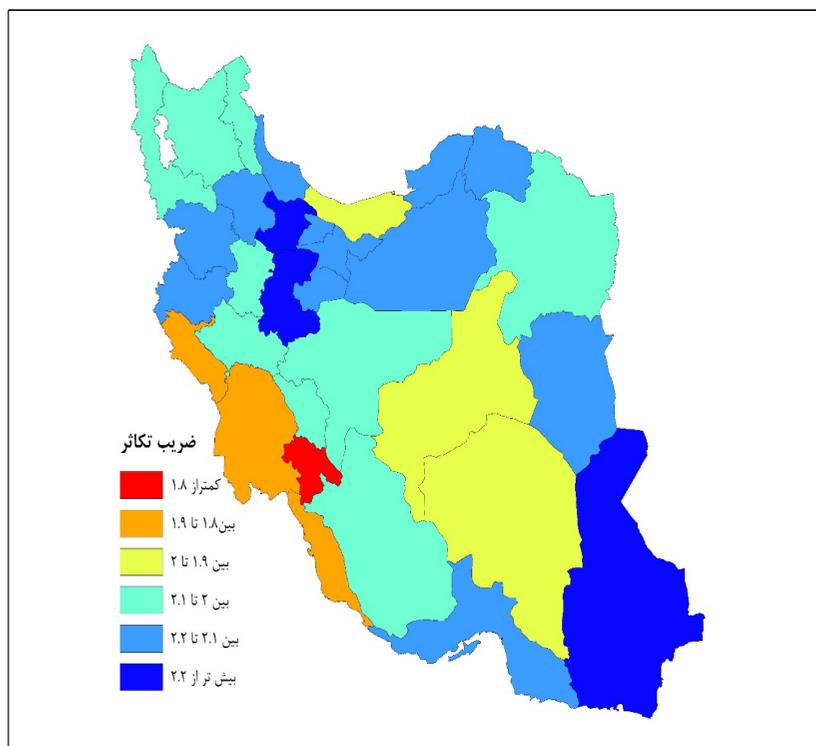 ضریب تکاثر
کمتراز ۱.۸
بین۱.۸ تا ۱.۹
بین ۱.۹ تا ۲
بین ۲ تا ۲.۱
بین ۲.۱ تا ۲.۲
بیش تر از ۲.۲